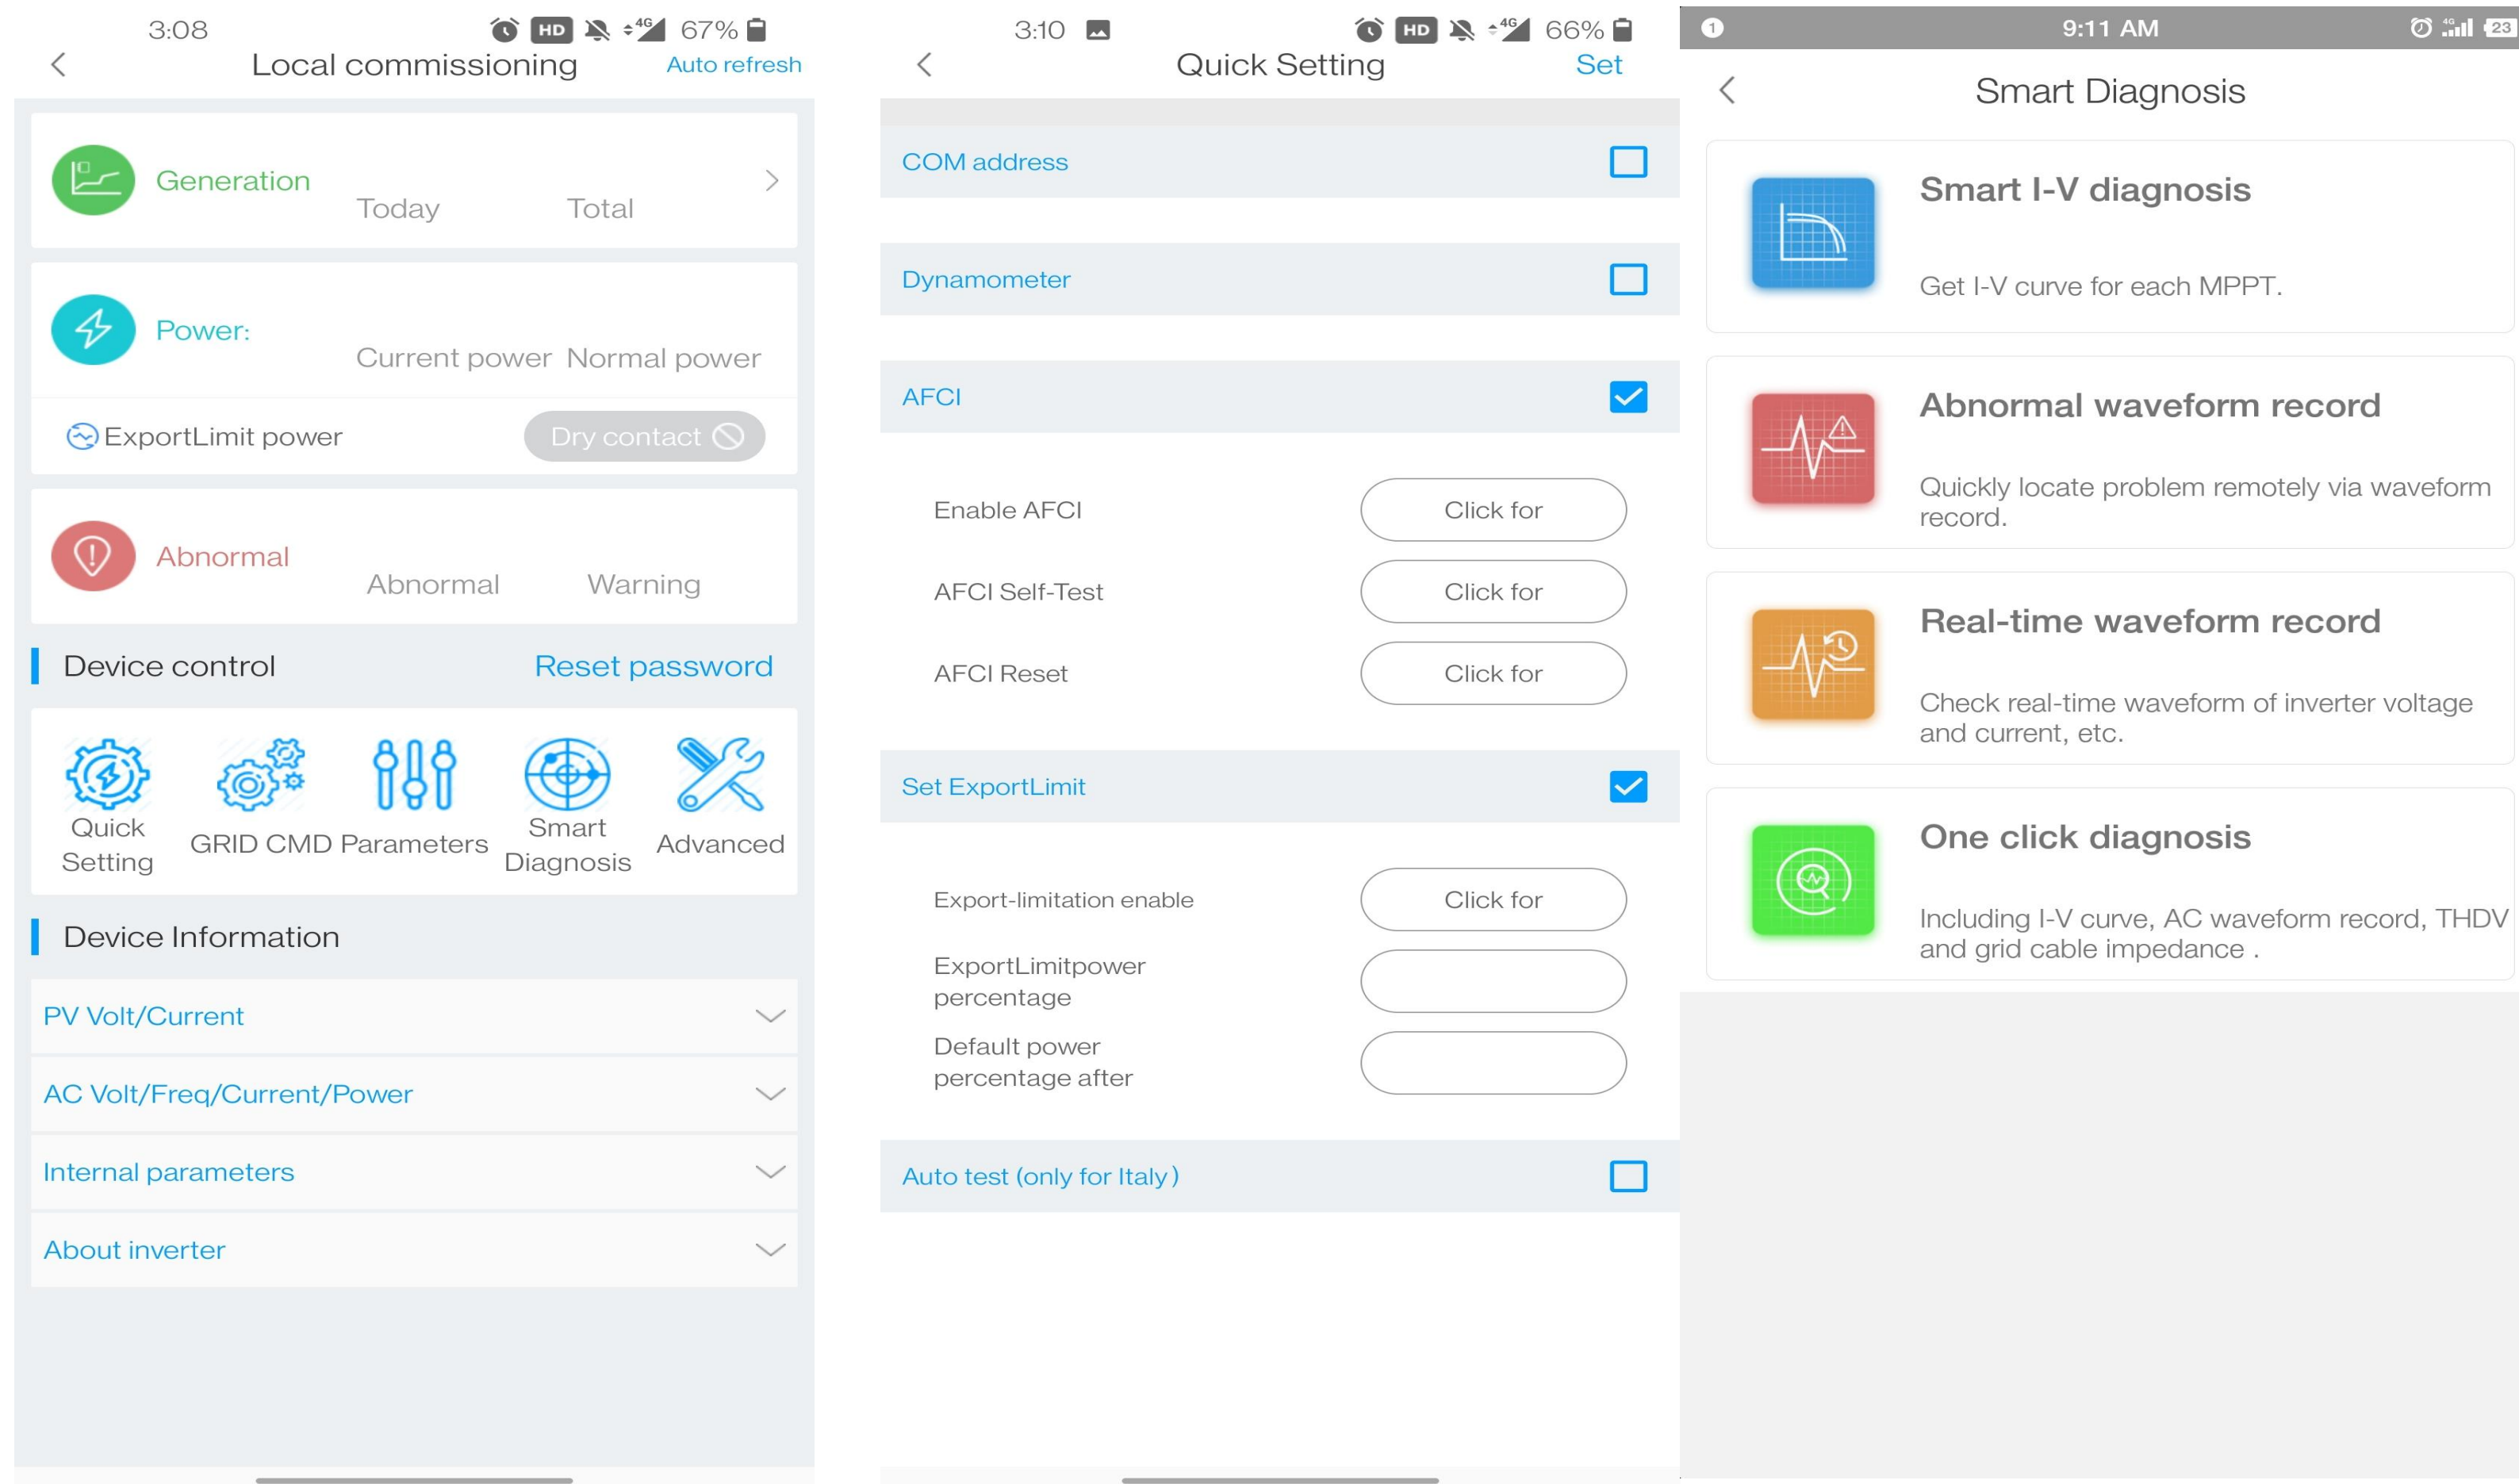 3:08
HD
4G
67%
Local commissioning
Auto refresh
Generation
Today
Total
Power:
Current power
Normal power
ExportLimit power
Dry contact
Abnormal
Abnormal
Warning
Device control
Reset password
Quick
Setting
GRID CMD
Parameters
Smart
Diagnosis
Advanced
Device Information
PV Volt/Current
AC Volt/Freq/Current/Power
Internal parameters
About inverter
3:10
HD
4G
66%
Quick Setting
Set
COM address
Dynamometer
AFCI
Enable AFCI
Click for
AFCI Self-Test
Click for
AFCI Reset
Click for
Set ExportLimit
Export-limitation enable
Click for
ExportLimitpower
percentage
Default power
percentage after
Auto test (only for Italy)
1
9:11 AM
4G
23
Smart Diagnosis
Smart I-V diagnosis
Get I-V curve for each MPPT.
Abnormal waveform record
Quickly locate problem remotely via waveform
record.
Real-time waveform record
Check real-time waveform of inverter voltage
and current, etc.
One click diagnosis
Including I-V curve, AC waveform record, THDV
and grid cable impedance .